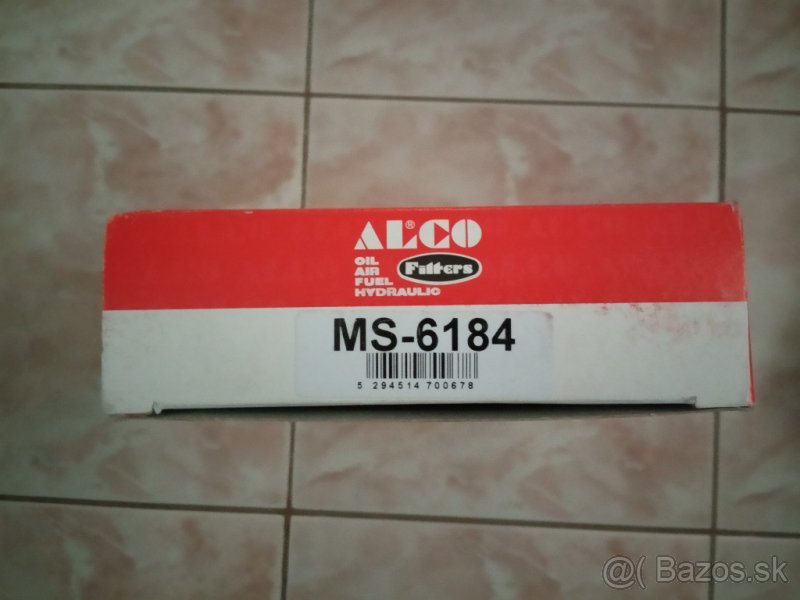 ALCO®
OIL
AIR
FUEL
HYDRAULIC
Filters
MS-6184
5 294514 700678
@( Bazos.sk